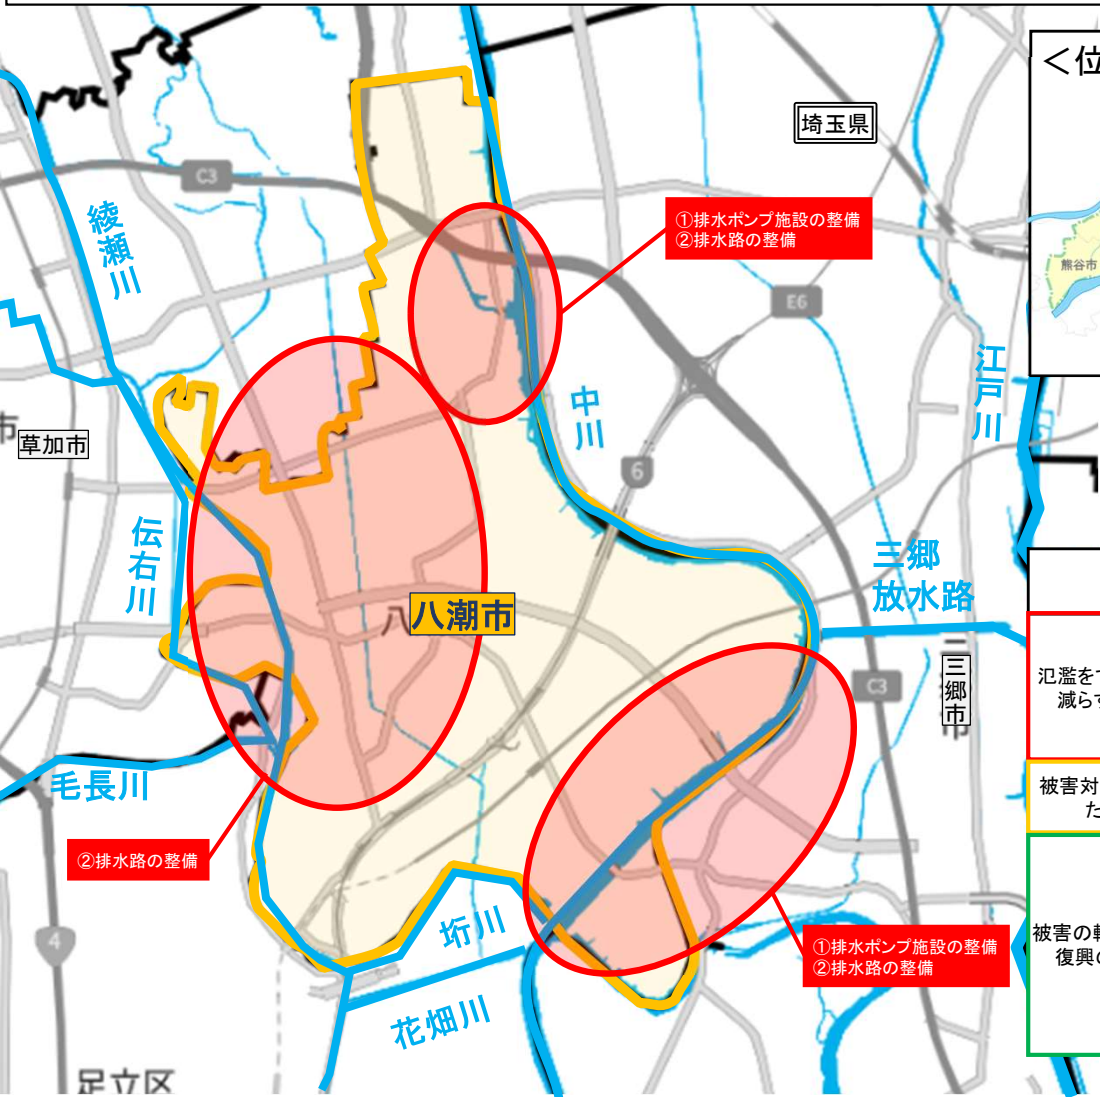 <位
埼玉県
C3
綾瀬川
①排水ポンプ施設の整備
②排水路の整備
熊谷市
E6
江戸川
中川
市
草加市
6
伝右川
三郷
放水路
八
八潮市
三郷市
C3
氾濫を
減ら
毛長川
被害対
た
②排水路の整備
4
垳川
被害の
復興
①排水ポンプ施設の整備
②排水路の整備
花畑川
足立区